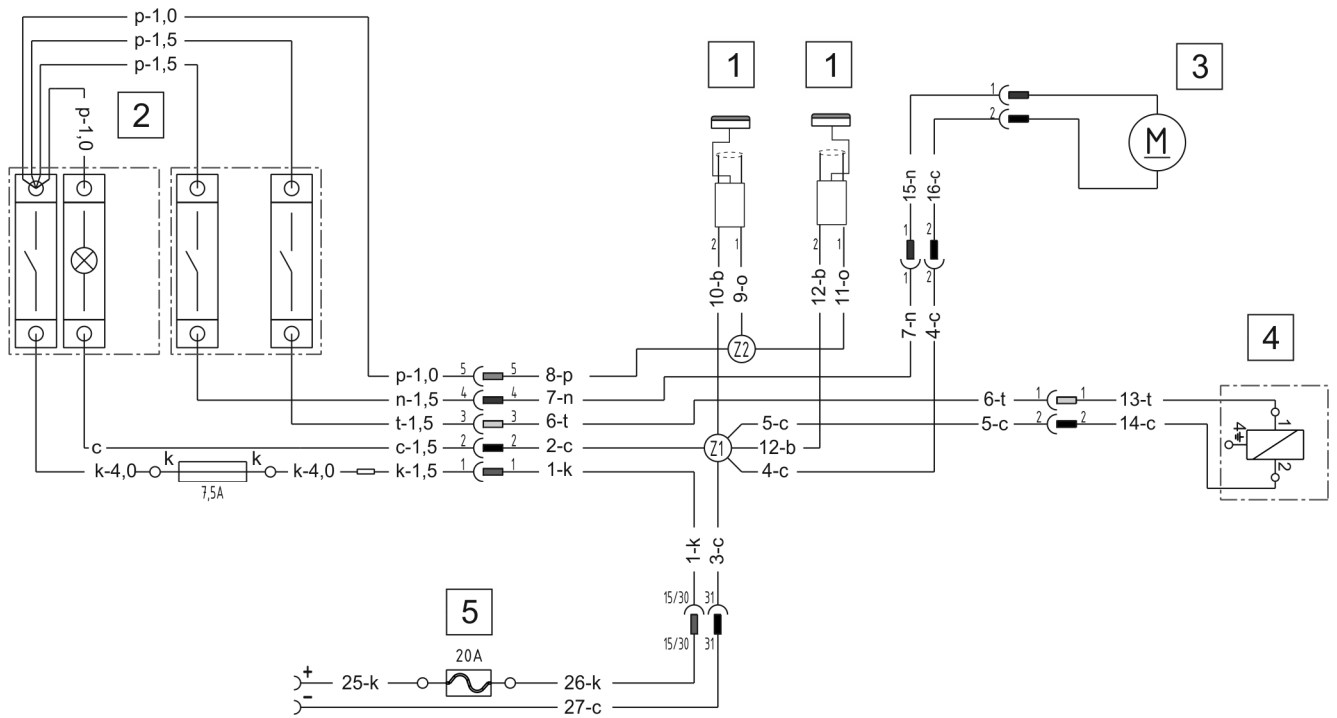 p-1,0
p-1,5
p-1,5
p-1,0
2
1
1
3
1
2
M
15-n
16-c
1
2
1
2
7-n
4-c
2
1
2
1
10-b
9-o
12-b
11-o
Z2
4
p-1,0
5
5
8-p
n-1,5
4
4
7-n
t-1,5
3
3
6-t
c
c-1,5
2
2
2-c
k-4,0
k
k
7,5A
k-4,0
k-1,5
1
1
1-k
Z1
5-c
12-b
4-c
6-t
1
1
13-t
5-c
2
2
14-c
1
4
2
1-k
3-c
15/30
31
15/30
31
5
20A
+
25-k
26-k
-
27-c